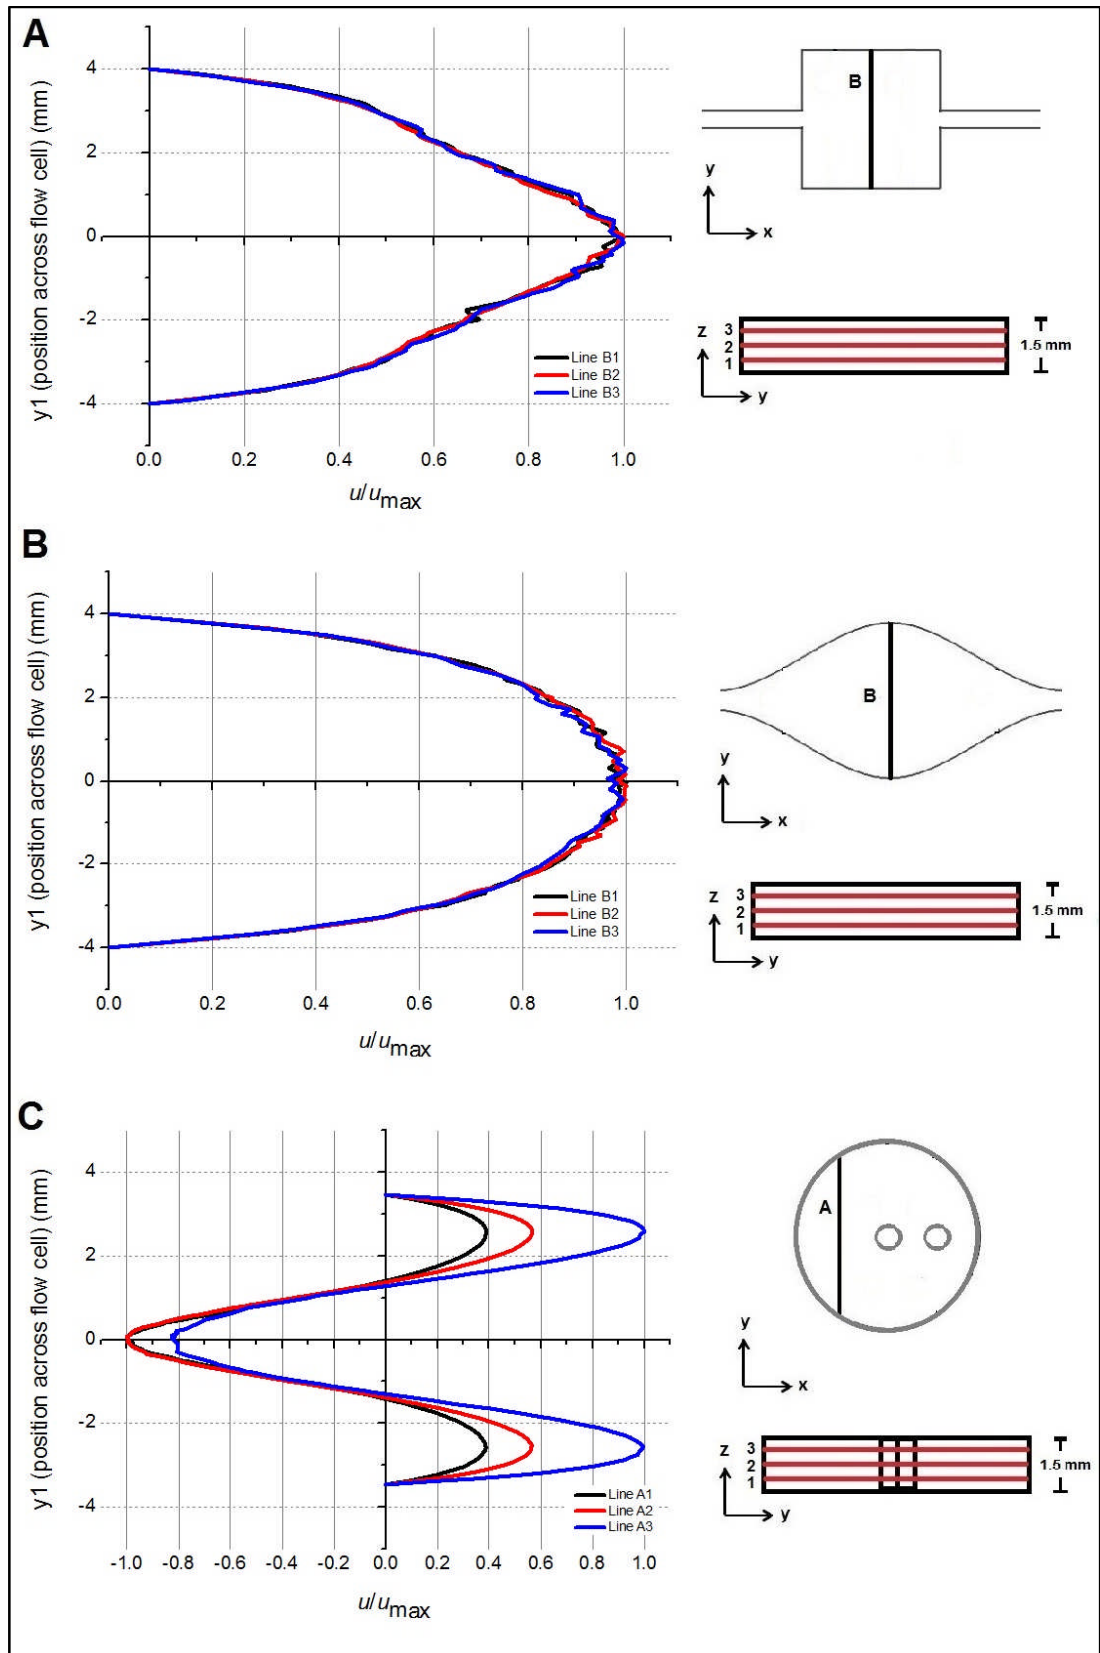 A
y1 (position across flow cell) (mm)
4
2
0
-2
-4
0.0 0.2 0.4 0.6 0.8 1.0
u/umax
Line B1
Line B2
Line B3
B
y
x
z
3
2
1
y
1.5 mm
B
y1 (position across flow cell) (mm)
4
2
0
-2
-4
0.0 0.2 0.4 0.6 0.8 1.0
u/umax
Line B1
Line B2
Line B3
B
y
x
z
3
2
1
y
1.5 mm
C
y1 (position across flow cell) (mm)
4
2
0
-2
-4
-1.0 -0.8 -0.6 -0.4 -0.2 0.0 0.2 0.4 0.6 0.8 1.0
u/umax
Line A1
Line A2
Line A3
A
y
x
z
3
2
1
y
1.5 mm